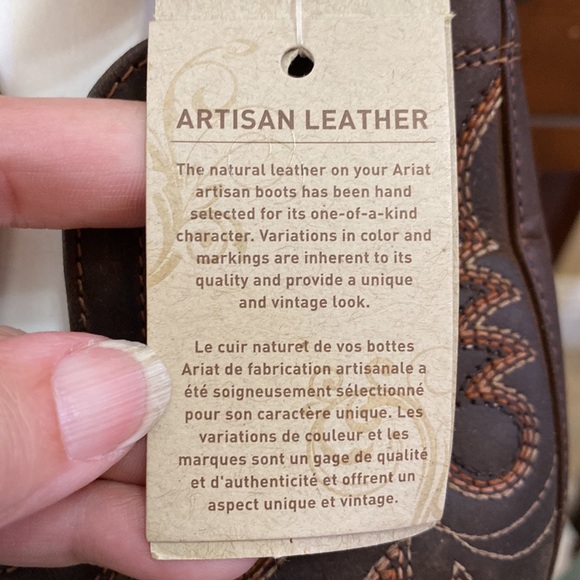 ARTISAN LEATHER
The natural leather on your Ariat
artisan boots has been hand
selected for its one-of-a-kind
character. Variations in color and
markings are inherent to its
quality and provide a unique
and vintage look.
Le cuir naturel de vos bottes
Ariat de fabrication artisanale a
été soigneusement sélectionné
pour son caractère unique. Les
variations de couleur et les
marques sont un gage de qualité
et d'authenticité et offrent un
aspect unique et vintage.